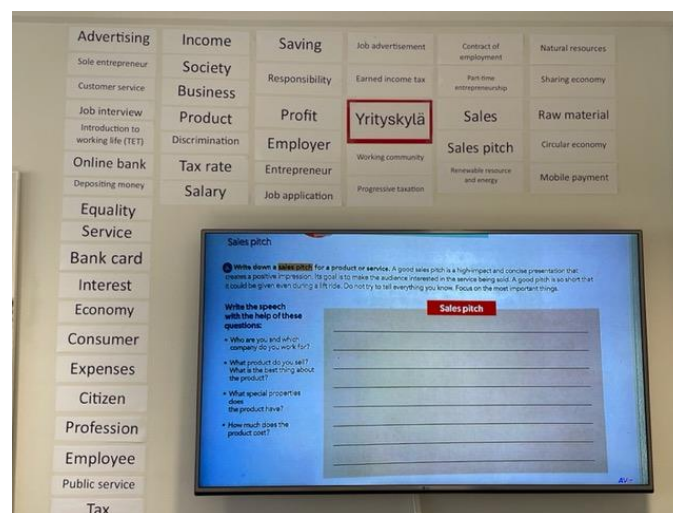 Advertising
Sole entrepreneur
Customer service
Job interview
Introduction to
working life (TET)
Online bank
Depositing money
Equality
Service
Bank card
Interest
Economy
Consumer
Expenses
Citizen
Profession
Employee
Public service
Tax
Income
Society
Business
Product
Discrimination
Tax rate
Salary
Saving
Responsibility
Profit
Employer
Entrepreneur
Job application
Job advertisement
Earned income tax
Yrityskylä
Working community
Progressive taxation
Contract of
employment
Part-time
entrepreneurship
Sales
Sales pitch
Renewable resource
and energy
Natural resources
Sharing economy
Raw material
Circular economy
Mobile payment
Sales pitch
Write down a sales pitch for a product or service. A good sales pitch is a high-impact and concise presentation that
creates a positive impression. Its goal is to make the audience interested in the service being sold. A good pitch is so short that
it could be given even during a lift ride. Do not try to tell everything you know. Focus on the most important things.
Write the speech
with the help of these
questions:
• Who are you and which
company do you work for?
• What product do you sell?
What is the best thing about
the product?
• What special properties
does
the product have?
• How much does the
product cost?
Sales pitch
AV